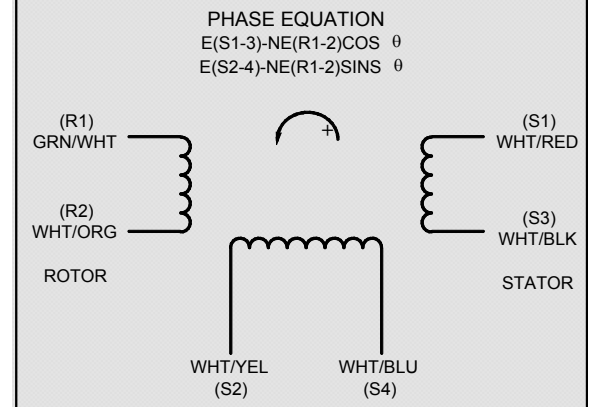 PHASE EQUATION
E(S1-3)-NE(R1-2)COS θ
E(S2-4)-NE(R1-2)SINS θ
(R1)
GRN/WHT
(R2)
WHT/ORG
ROTOR
+
(S1)
WHT/RED
(S3)
WHT/BLK
STATOR
WHT/YEL
(S2)
WHT/BLU
(S4)